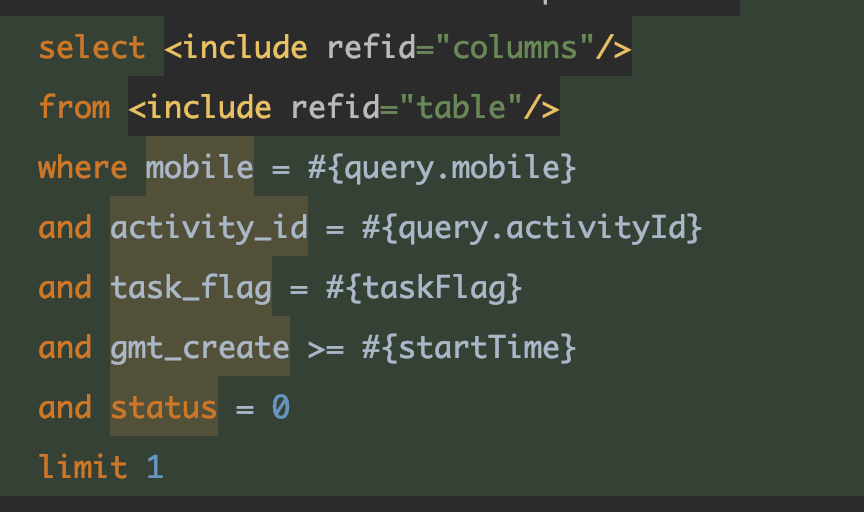 select <include refid="columns"/>
from <include refid="table"/>
where mobile = #{query.mobile}
and activity_id = #{query.activityId}
and task_flag = #{taskFlag}
and gmt_create >= #{startTime}
and status = 0
limit 1